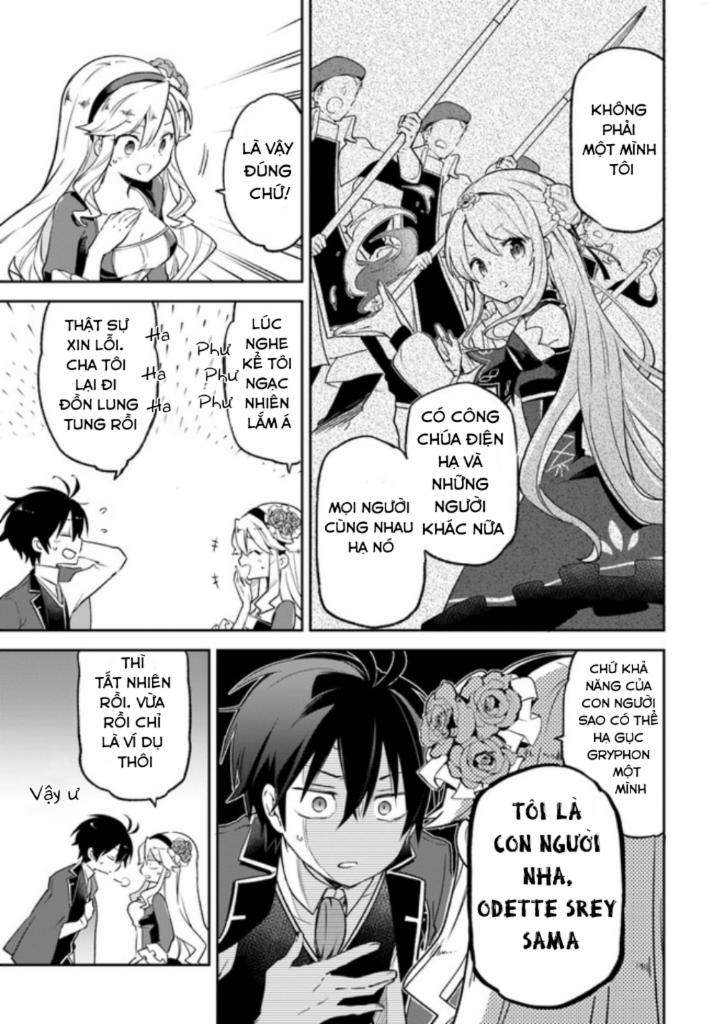 KHÔNG
PHẢI
MỘT MÌNH
TÔI
CÓ CÔNG
CHÚA ĐIỆN
HẠ VÀ
NHỮNG
NGƯỜI
KHÁC NỮA
MỌI NGƯỜI
CÙNG NHAU
HẠ NÓ
LÀ VẬY
ĐÚNG
CHỨ!
LÚC
NGHE
KỂ TÔI
NGẠC
NHIÊN
LẮM Á
Phư
Phư
Phư
THẬT SỰ
XIN LỖI.
CHA TÔI
LẠI ĐI
ĐỒN LUNG
TUNG RỒI
Ha
Ha
Ha
CHỨ KHẢ
NĂNG CỦA
CON NGƯỜI
SAO CÓ THỂ
HẠ GỤC
GRYPHON
MỘT
MÌNH
TÔI LÀ
CON NGƯỜI
NHA,
ODETTE SREY
SAMA
THÌ
TẤT NHIÊN
RỒI. VỪA
RỒI CHỈ
LÀ VÍ DỤ
THÔI
Vậy ư